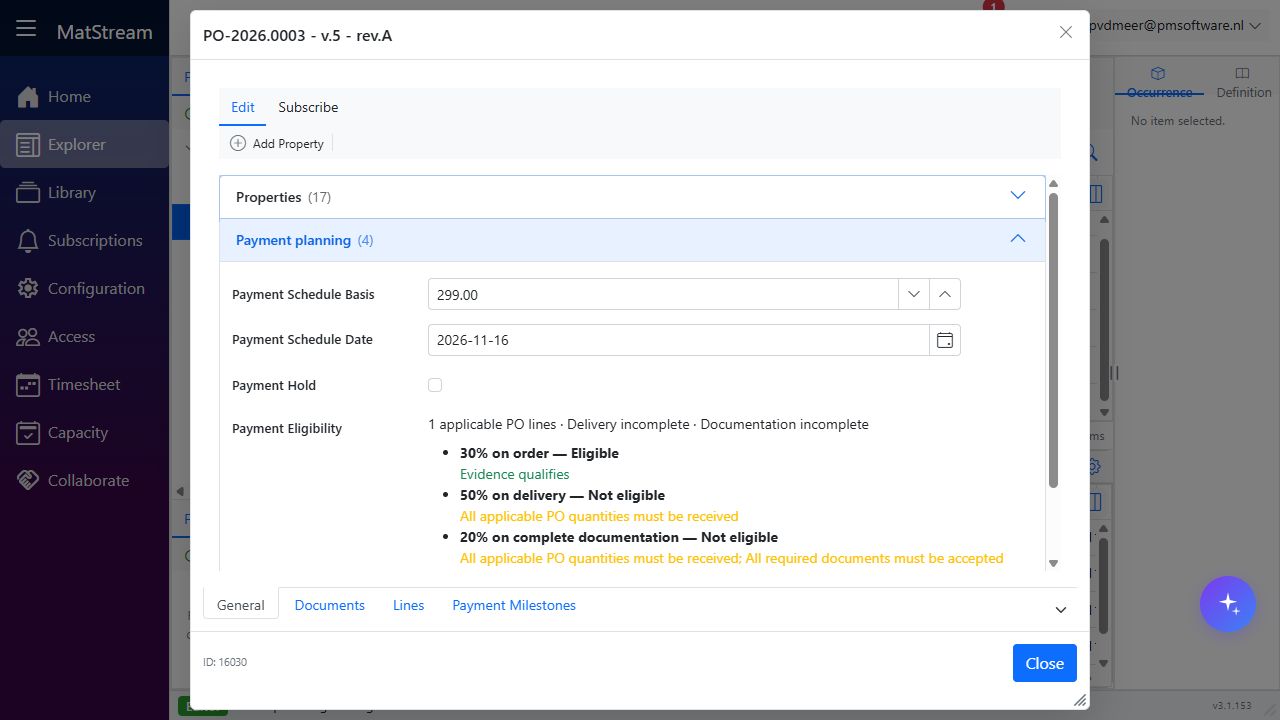 MatStream
Home
Explorer
Library
Subscriptions
Configuration
Access
Timesheet
Capacity
Collaborate
PO-2026.0003 - v.5 - rev.A
1
pvdmeer@pmsoftware.nl
Edit
Subscribe
Add Property
Properties (17)
Payment planning (4)
Payment Schedule Basis
299.00
Payment Schedule Date
2026-11-16
Payment Hold
Payment Eligibility
1 applicable PO lines · Delivery incomplete · Documentation incomplete
• 30% on order — Eligible
Evidence qualifies
• 50% on delivery — Not eligible
All applicable PO quantities must be received
• 20% on complete documentation — Not eligible
All applicable PO quantities must be received; All required documents must be accepted
General
Documents
Lines
Payment Milestones
ID: 16030
Close
Occurrence
Definition
No item selected.
v3.1.153